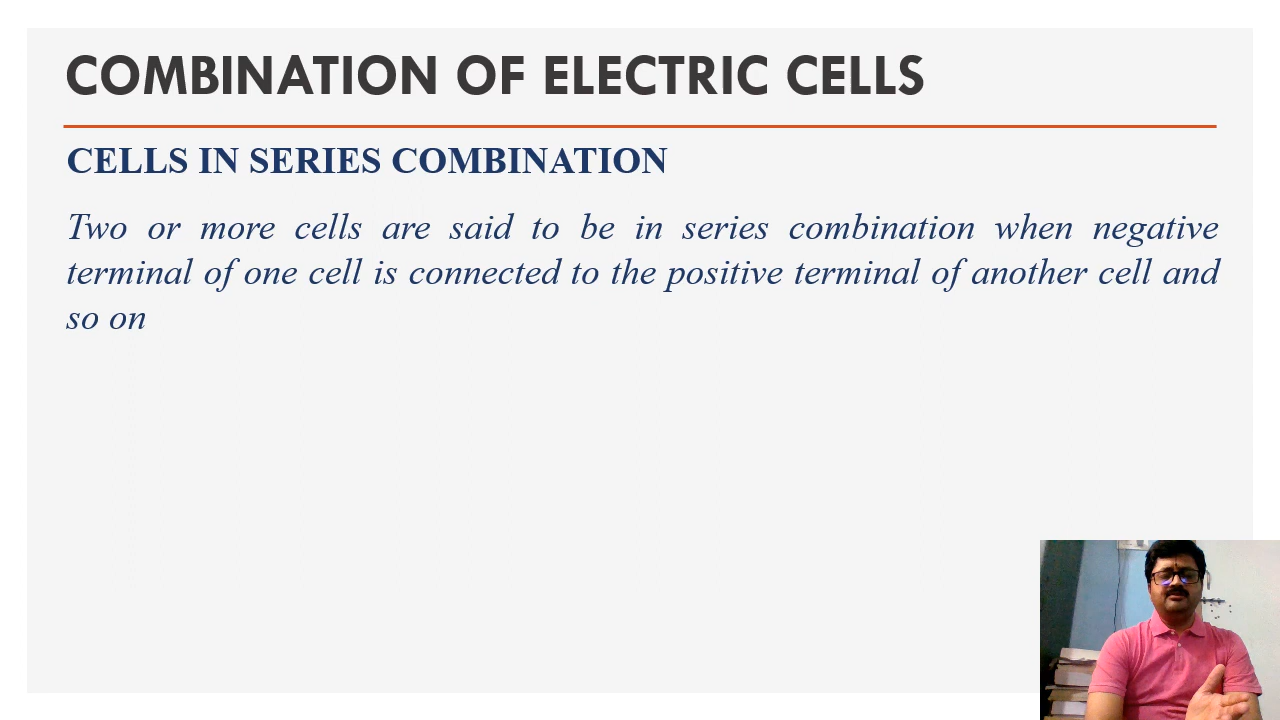 COMBINATION OF ELECTRIC CELLS
CELLS IN SERIES COMBINATION
Two or more cells are said to be in series combination when negative
terminal of one cell is connected to the positive terminal of another cell and
so on